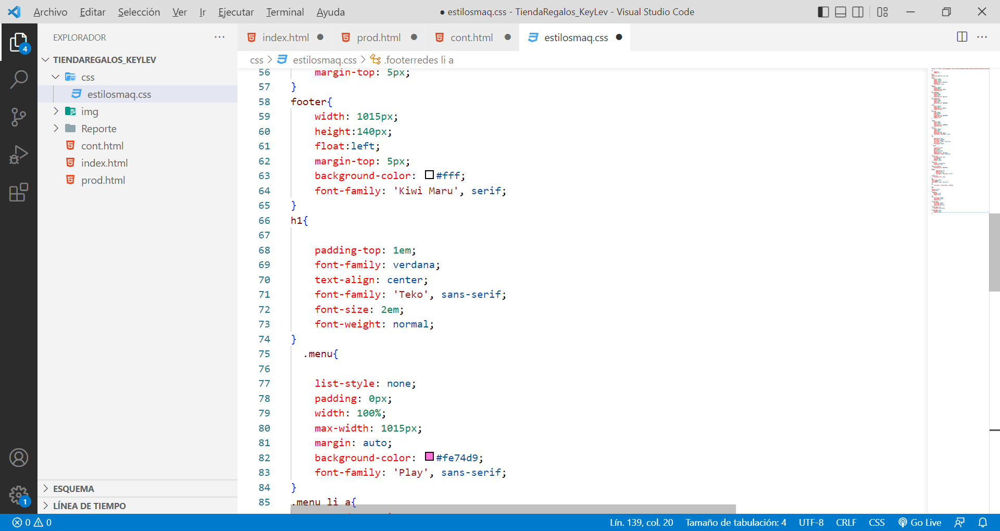 Archivo Editar Selección Ver Ir Ejecutar Terminal Ayuda ● estilosmaq.css - TiendaRegalos_KeyLev - Visual Studio Code
EXPLORADOR ···
4
TIENDAREGALOS_KEYLEV
css
estilosmaq.css
img
Reporte
cont.html
index.html
prod.html
ESQUEMA
LÍNEA DE TIEMPO
1
index.html ● prod.html ● cont.html ● estilosmaq.css ●
css > estilosmaq.css > .footerredes li a
56 margin-top: 5px;
57 }
58 footer{
59 width: 1015px;
60 height:140px;
61 float:left;
62 margin-top: 5px;
63 background-color: #fff;
64 font-family: 'Kiwi Maru', serif;
65 }
66 h1{
67
68 padding-top: 1em;
69 font-family: verdana;
70 text-align: center;
71 font-family: 'Teko', sans-serif;
72 font-size: 2em;
73 font-weight: normal;
74 }
75 .menu{
76
77 list-style: none;
78 padding: 0px;
79 width: 100%;
80 max-width: 1015px;
81 margin: auto;
82 background-color: #fe74d9;
83 font-family: 'Play', sans-serif;
84 }
85 .menu li a{
0 0 Lín. 139, col. 20 Tamaño de tabulación: 4 UTF-8 CRLF CSS Go Live